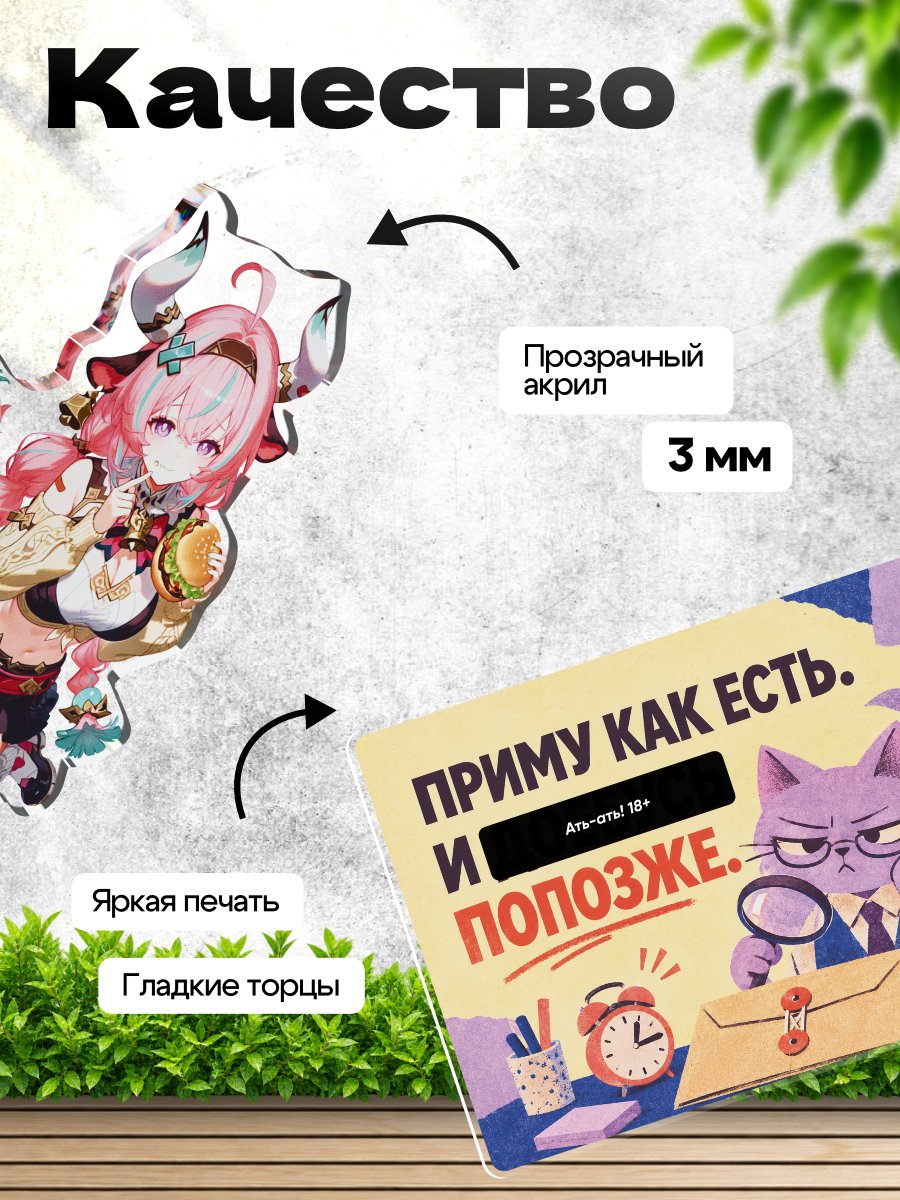 Качество
Прозрачный
акрил
3 мм
ПРИМУ КАК ЕСТЬ.
И
Ать-ать! 18+
ПОПОЗЖЕ.
Яркая печать
Гладкие торцы